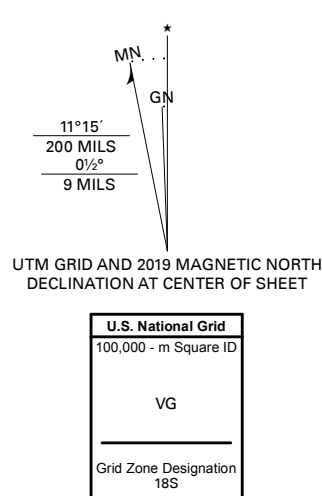 ★
MN
GN
11°15´
200 MILS
0½°
9 MILS
UTM GRID AND 2019 MAGNETIC NORTH
DECLINATION AT CENTER OF SHEET
U.S. National Grid
100,000 - m Square ID
VG
Grid Zone Designation
18S